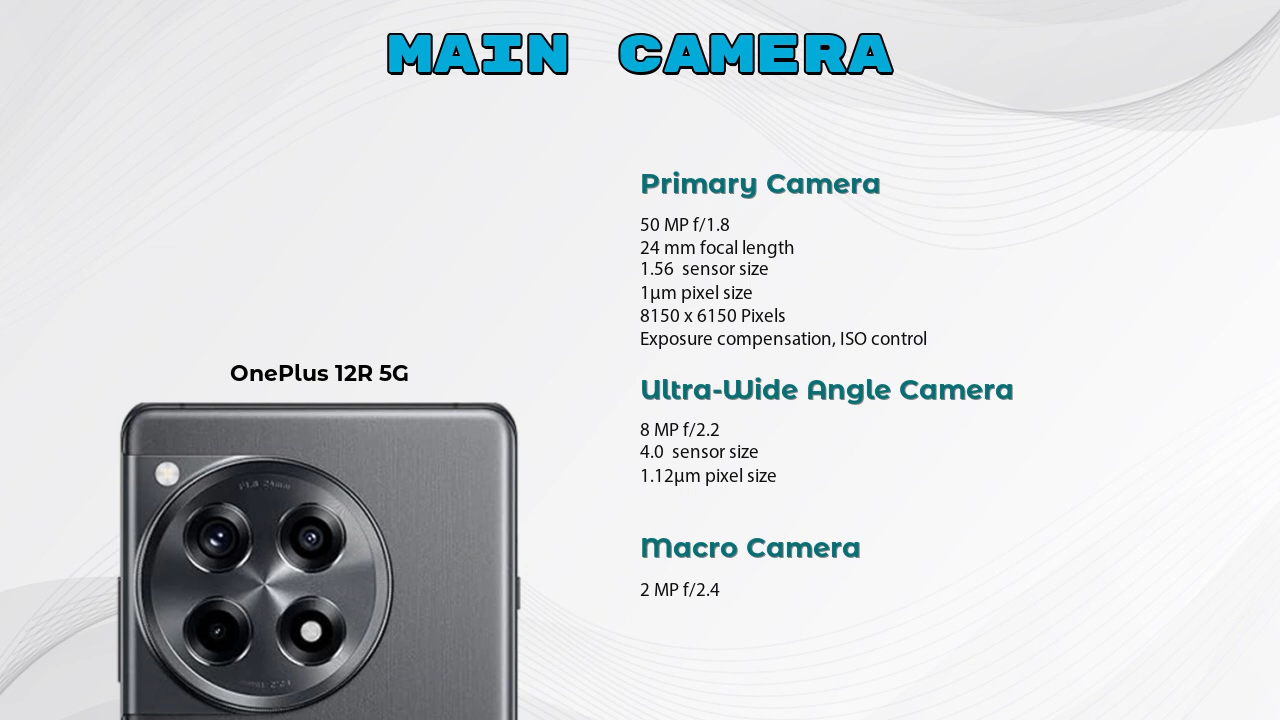 MAIN CAMERA
Primary Camera
50 MP f/1.8
24 mm focal length
1.56  sensor size
1µm pixel size
8150 x 6150 Pixels
Exposure compensation, ISO control
OnePlus 12R 5G
Ultra-Wide Angle Camera
8 MP f/2.2
4.0  sensor size
1.12µm pixel size
Macro Camera
2 MP f/2.4